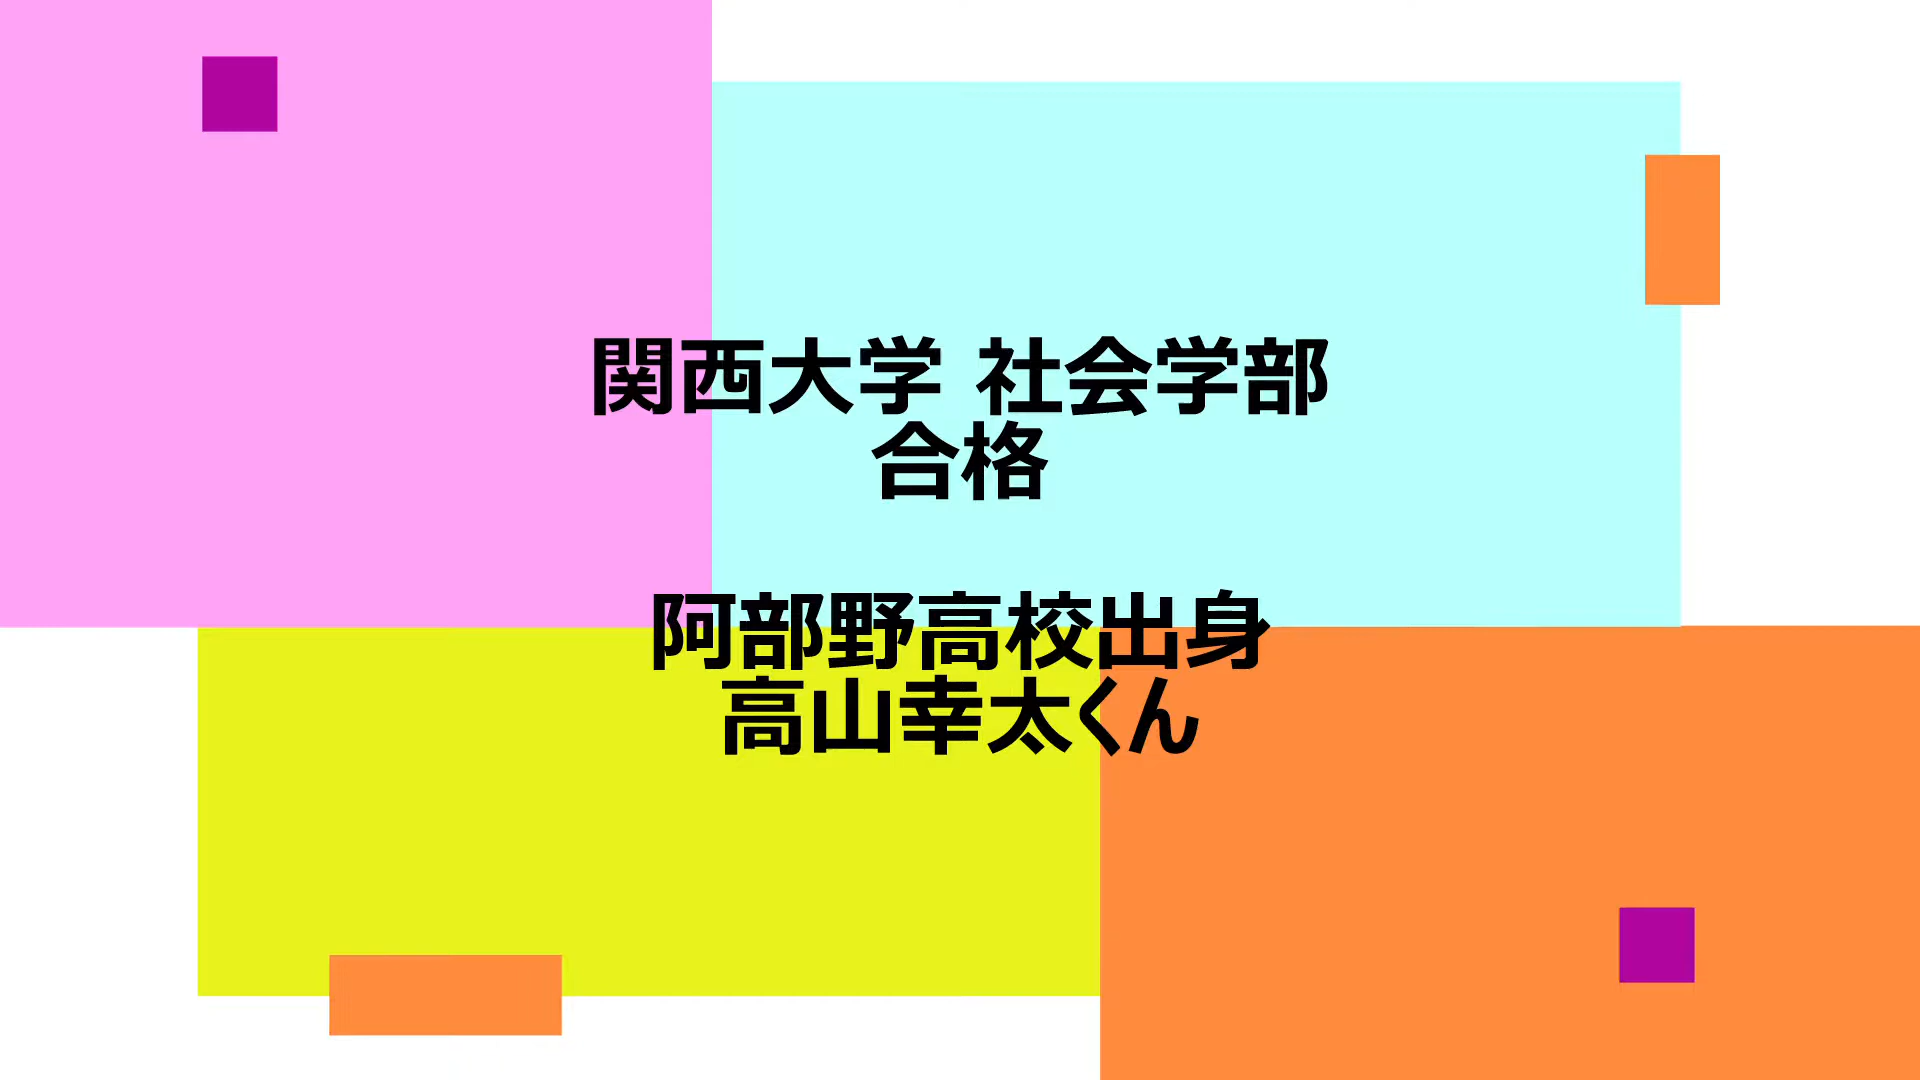 関西大学 社会学部
合格
阿部野高校出身
高山幸太くん